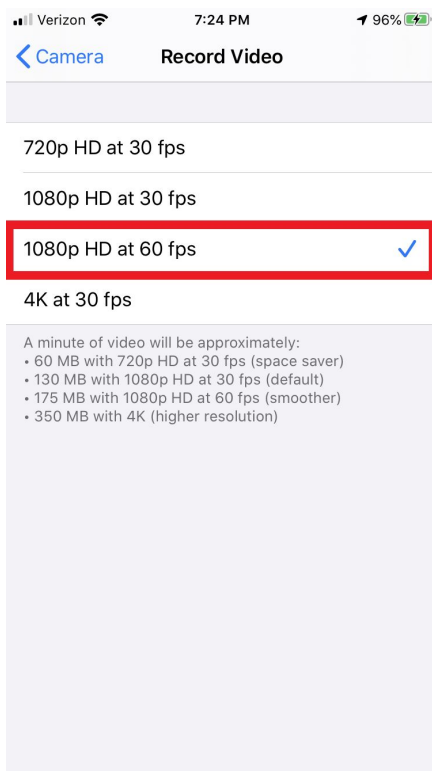 Verizon 7:24 PM 96%
Camera Record Video
720p HD at 30 fps
1080p HD at 30 fps
1080p HD at 60 fps
4K at 30 fps
A minute of video will be approximately:
• 60 MB with 720p HD at 30 fps (space saver)
• 130 MB with 1080p HD at 30 fps (default)
• 175 MB with 1080p HD at 60 fps (smoother)
• 350 MB with 4K (higher resolution)